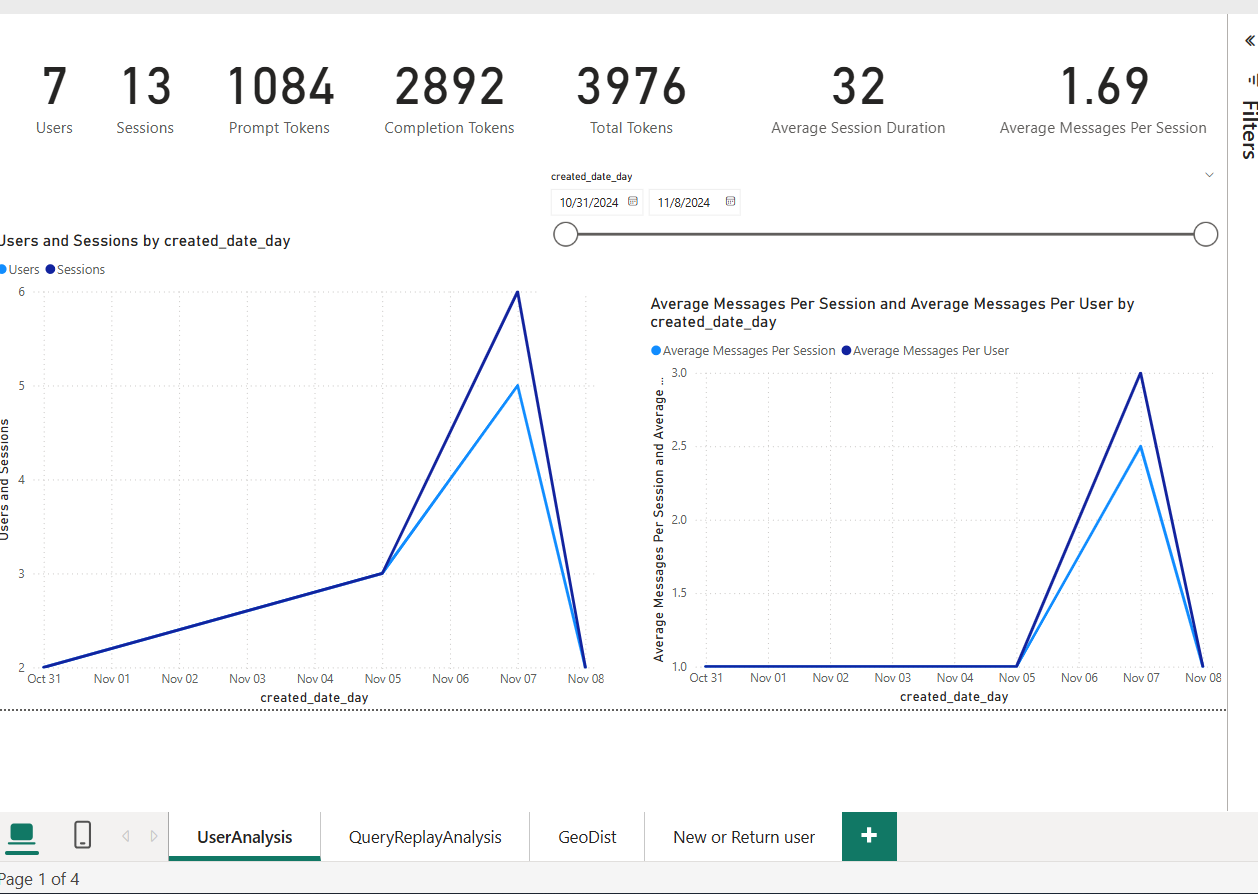 7
Users
13
Sessions
1084
Prompt Tokens
2892
Completion Tokens
3976
Total Tokens
32
Average Session Duration
1.69
Average Messages Per Session
Filters
created_date_day
10/31/2024
11/8/2024
Users and Sessions by created_date_day
Users Sessions
6
5
4
3
2
Users and Sessions
Oct 31 Nov 01 Nov 02 Nov 03 Nov 04 Nov 05 Nov 06 Nov 07 Nov 08
created_date_day
Average Messages Per Session and Average Messages Per User by
created_date_day
Average Messages Per Session Average Messages Per User
3.0
2.5
2.0
1.5
1.0
Average Messages Per Session and Average ...
Oct 31 Nov 01 Nov 02 Nov 03 Nov 04 Nov 05 Nov 06 Nov 07 Nov 08
created_date_day
UserAnalysis QueryReplayAnalysis GeoDist New or Return user +
Page 1 of 4